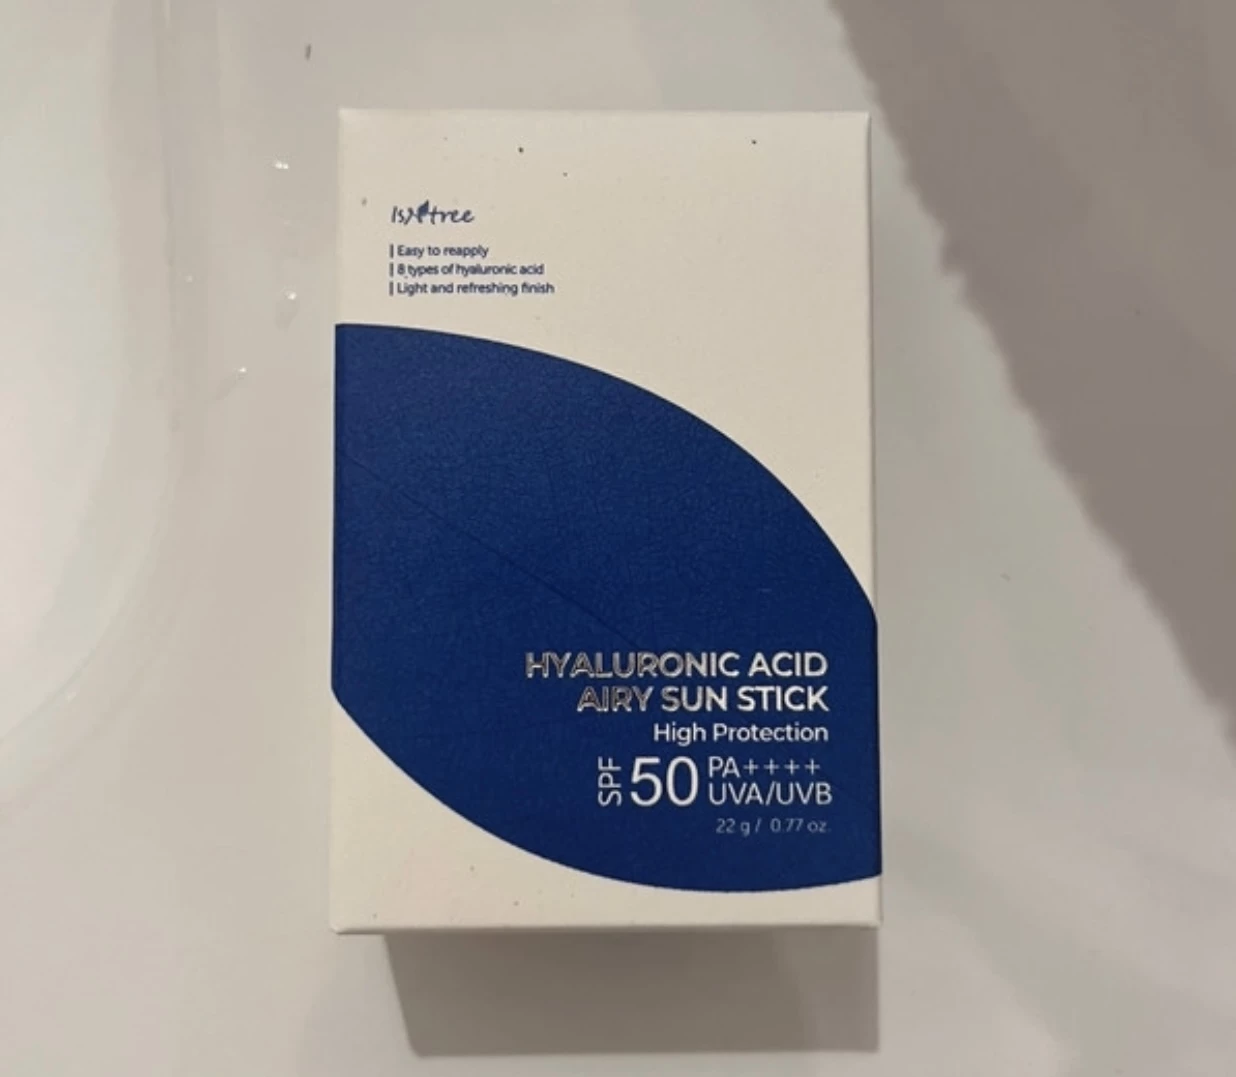 Isntree
Easy to reapply
8 types of hyaluronic acid
Light and refreshing finish
HYALURONIC ACID
AIRY SUN STICK
High Protection
SPF 50 PA++++
UVA/UVB
22 g / 0.77 oz.